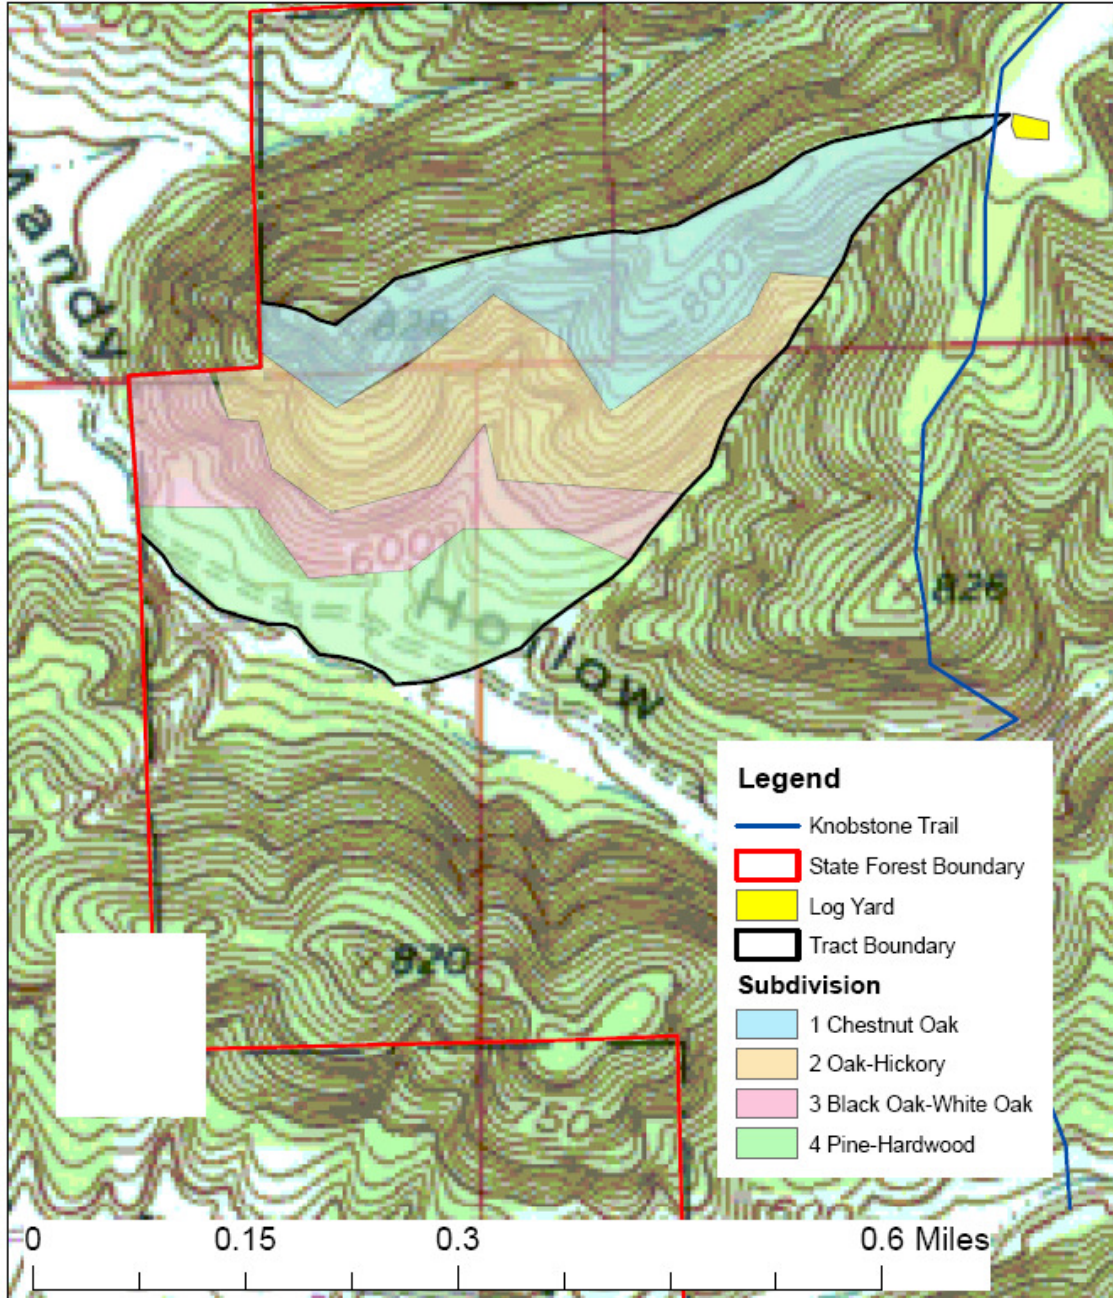 Mandy
828
800
600
Hollow
826
820
750
Legend
Knobstone Trail
State Forest Boundary
Log Yard
Tract Boundary
Subdivision
1 Chestnut Oak
2 Oak-Hickory
3 Black Oak-White Oak
4 Pine-Hardwood
0 0.15 0.3 0.6 Miles